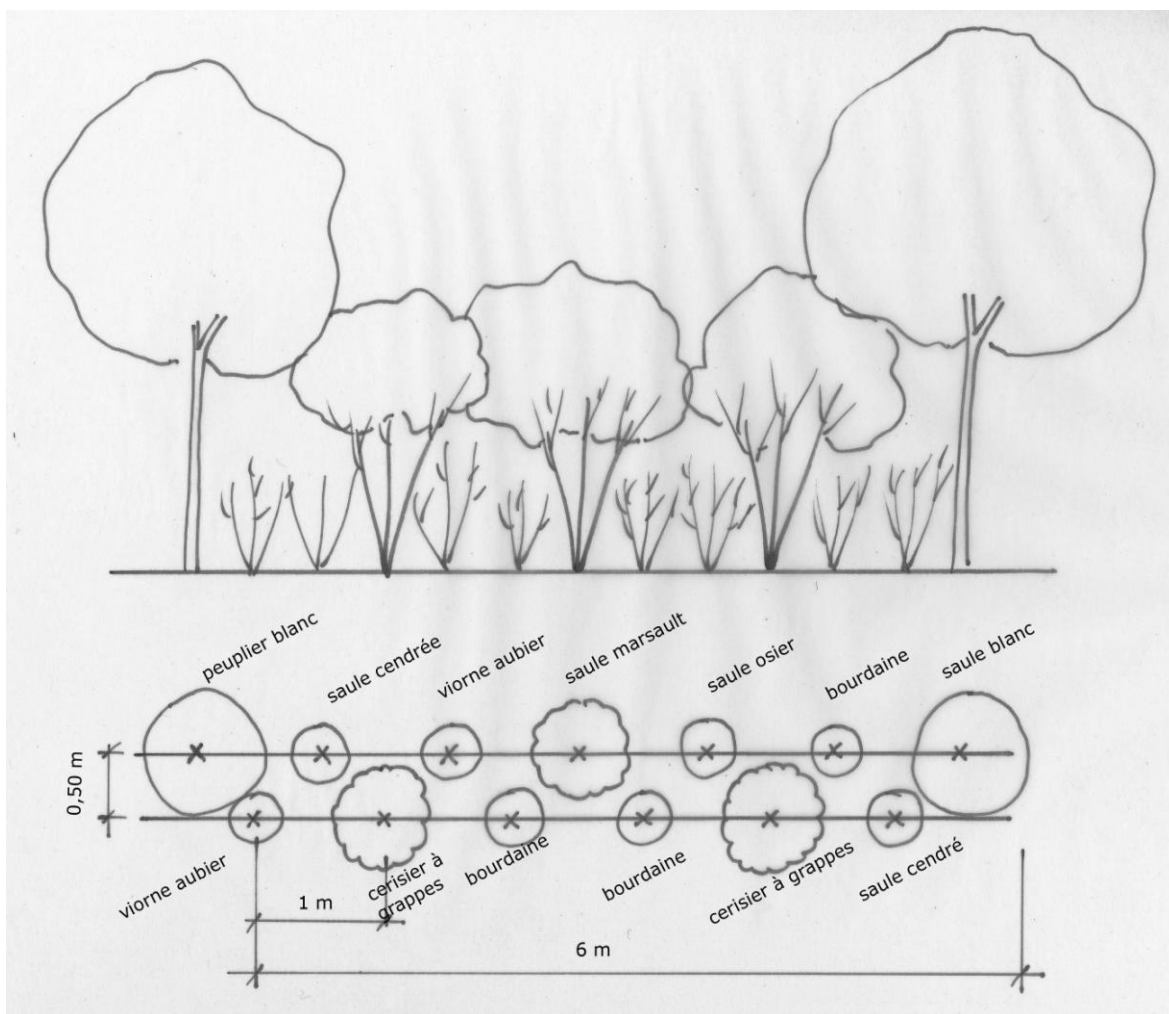 peuplier blanc
saule cendrée
viorne aubier
saule marsault
saule osier
bourdaine
saule blanc
0,50 m
viorne aubier
cerisier à
grappes
bourdaine
bourdaine
cerisier à grappes
saule cendré
1 m
6 m